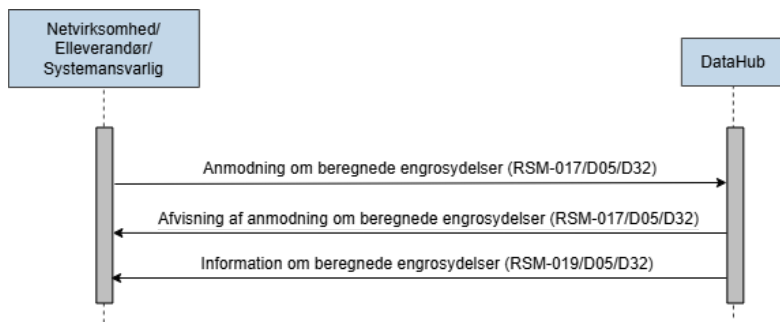 Netvirksomhed/
Elleverandør/
Systemansvarlig
DataHub
Anmodning om beregnede engrosydelser (RSM-017/D05/D32)
Afvisning af anmodning om beregnede engrosydelser (RSM-017/D05/D32)
Information om beregnede engrosydelser (RSM-019/D05/D32)